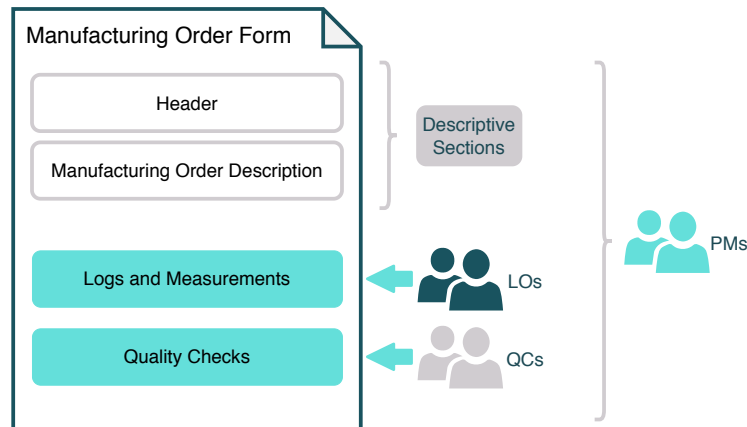 Manufacturing Order Form
Header
Manufacturing Order Description
Descriptive
Sections
Logs and Measurements
LOs
Quality Checks
QCs
PMs